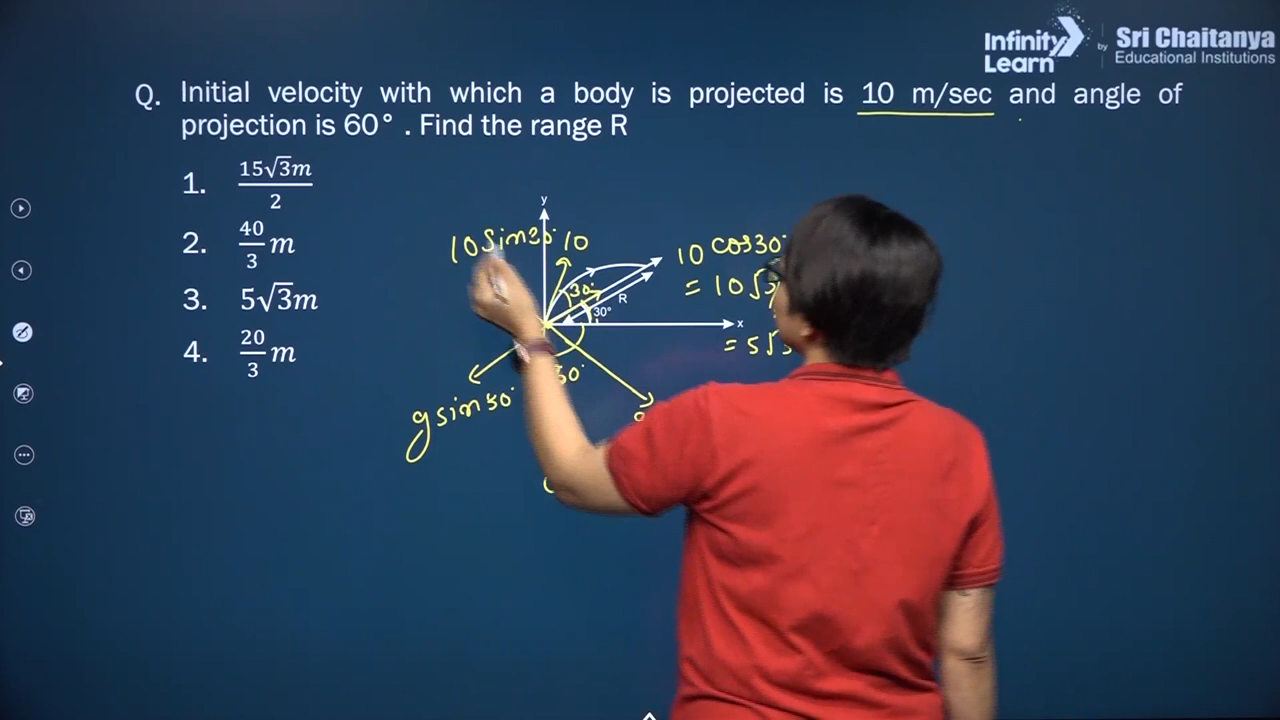 Infinity Learn by Sri Chaitanya
Educational Institutions
Q. Initial velocity with which a body is projected is 10 m/sec and angle of
projection is 60° . Find the range R
1. 15√3m/2
2. 40/3 m
3. 5√3m
4. 20/3 m
y
10 10 cos30°
30° = 10√
R
30°
x
= 5√
30°
g sin30°